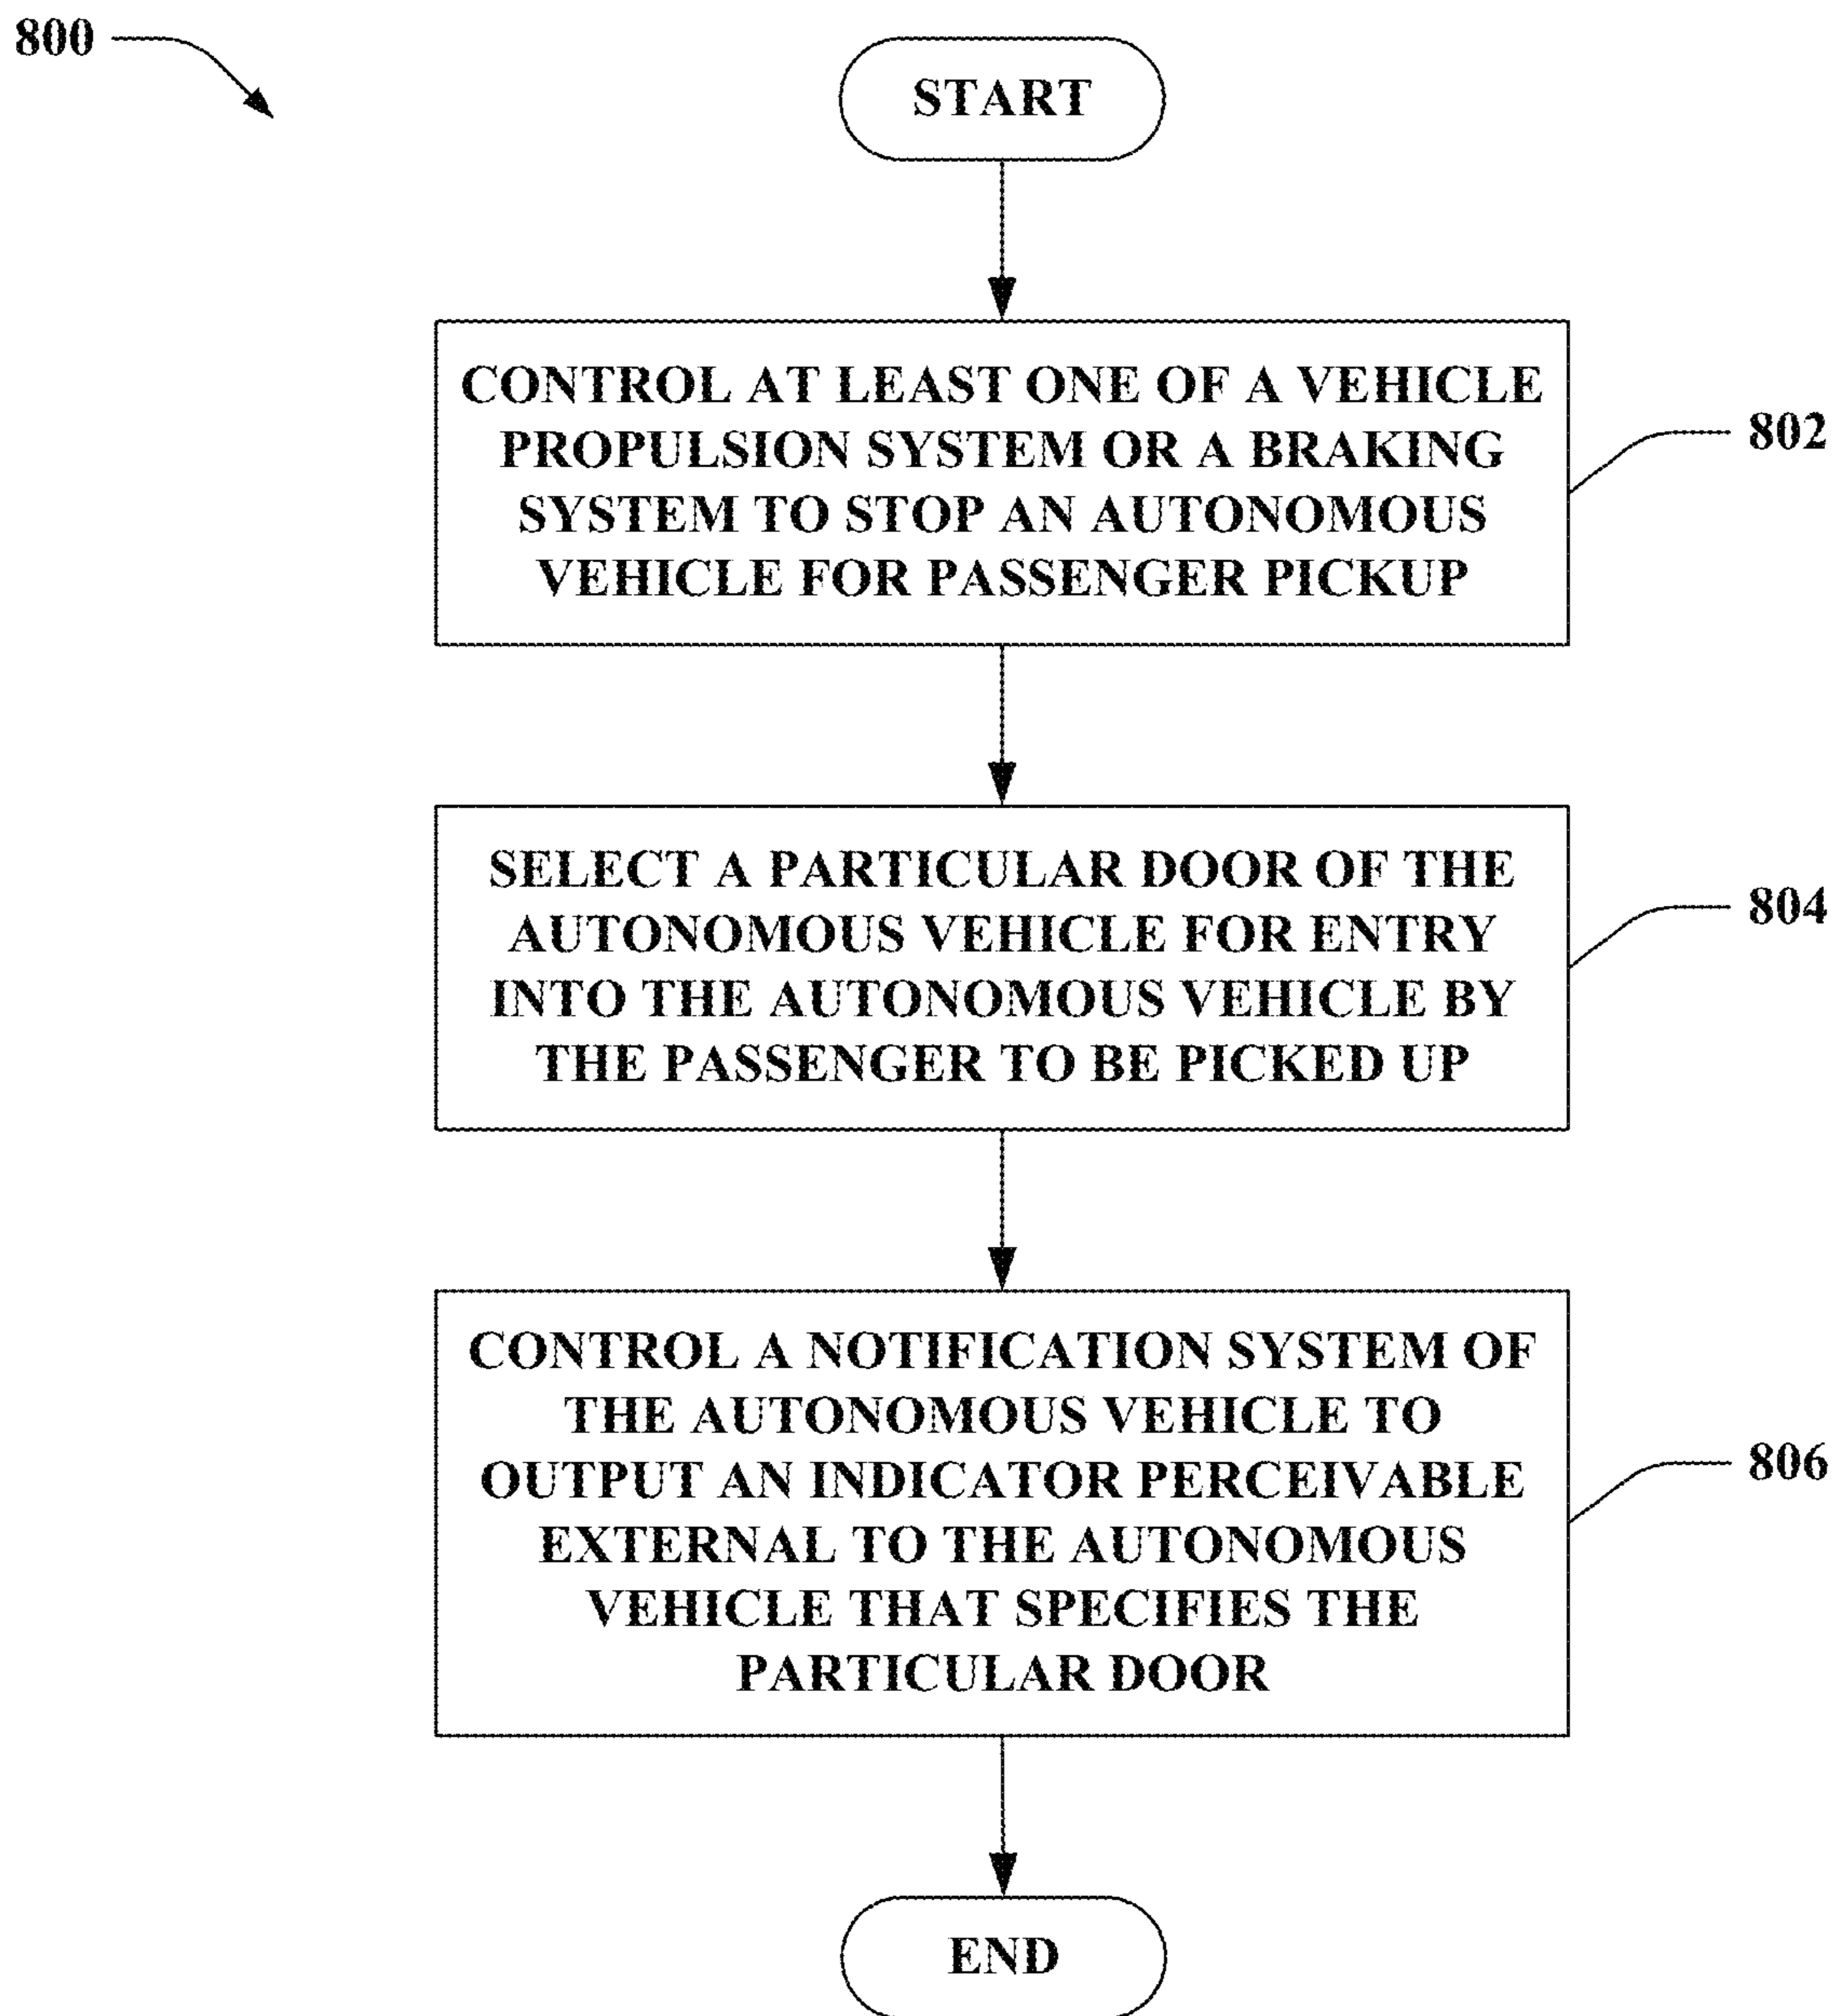 800
START
CONTROL AT LEAST ONE OF A VEHICLE
PROPULSION SYSTEM OR A BRAKING
SYSTEM TO STOP AN AUTONOMOUS
VEHICLE FOR PASSENGER PICKUP
802
SELECT A PARTICULAR DOOR OF THE
AUTONOMOUS VEHICLE FOR ENTRY
INTO THE AUTONOMOUS VEHICLE BY
THE PASSENGER TO BE PICKED UP
804
CONTROL A NOTIFICATION SYSTEM OF
THE AUTONOMOUS VEHICLE TO
OUTPUT AN INDICATOR PERCEIVABLE
EXTERNAL TO THE AUTONOMOUS
VEHICLE THAT SPECIFIES THE
PARTICULAR DOOR
806
END